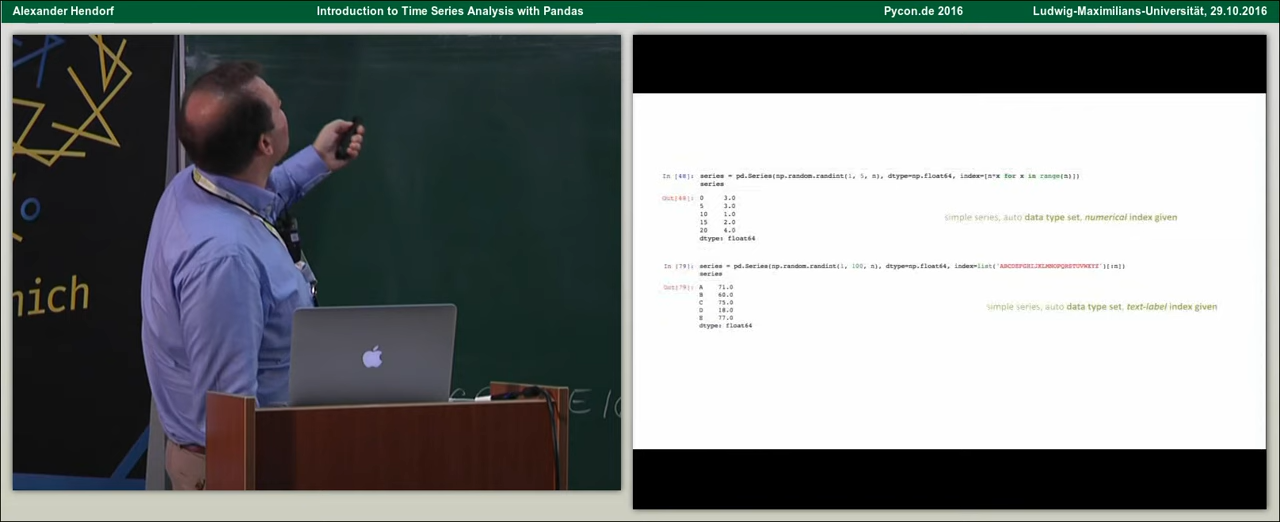 Alexander Hendorf
Introduction to Time Series Analysis with Pandas
Pycon.de 2016
Ludwig-Maximilians-Universität, 29.10.2016
nich
E
In [48]: series = pd.Series(np.random.randint(1, 5, n), dtype=np.float64, index=[n*x for x in range(n)])
series
Out[48]:
0 3.0
5 3.0
10 1.0
15 2.0
20 4.0
dtype: float64
simple series, auto data type set, numerical index given
In [79]: series = pd.Series(np.random.randint(1, 100, n), dtype=np.float64, index=list('ABCDEFGHIJKLMNOPQRSTUVWXYZ')[:n])
series
Out[79]:
A 71.0
B 60.0
C 75.0
D 18.0
E 77.0
dtype: float64
simple series, auto data type set, text-label index given